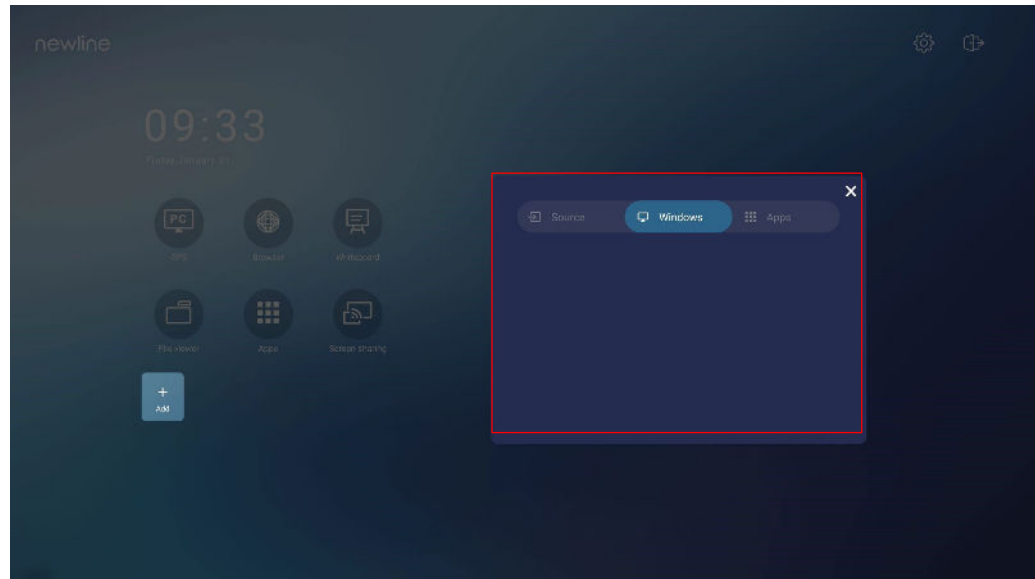 newline
09:33
PC
Browser
Whiteboard
File viewer
Apps
Screen sharing
+
Add
Source
Windows
Apps